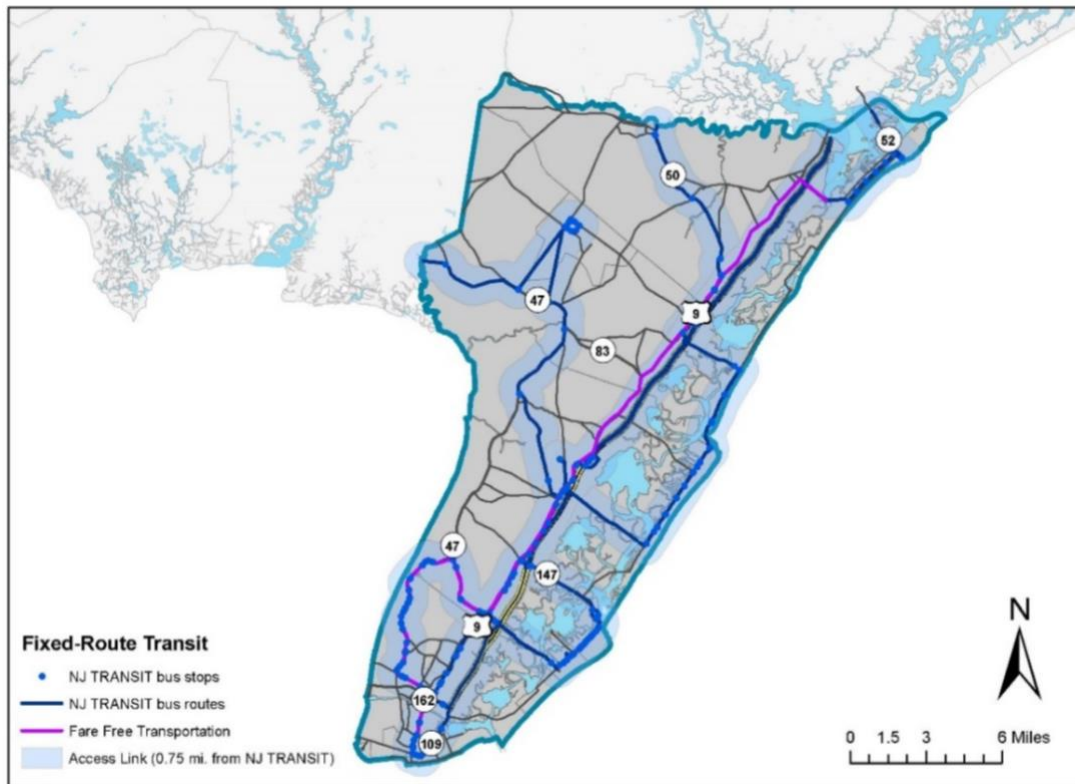 52
50
47
9
83
47
147
9
162
109
N
Fixed-Route Transit
NJ TRANSIT bus stops
NJ TRANSIT bus routes
Fare Free Transportation
Access Link (0.75 mi. from NJ TRANSIT)
0 1.5 3 6 Miles